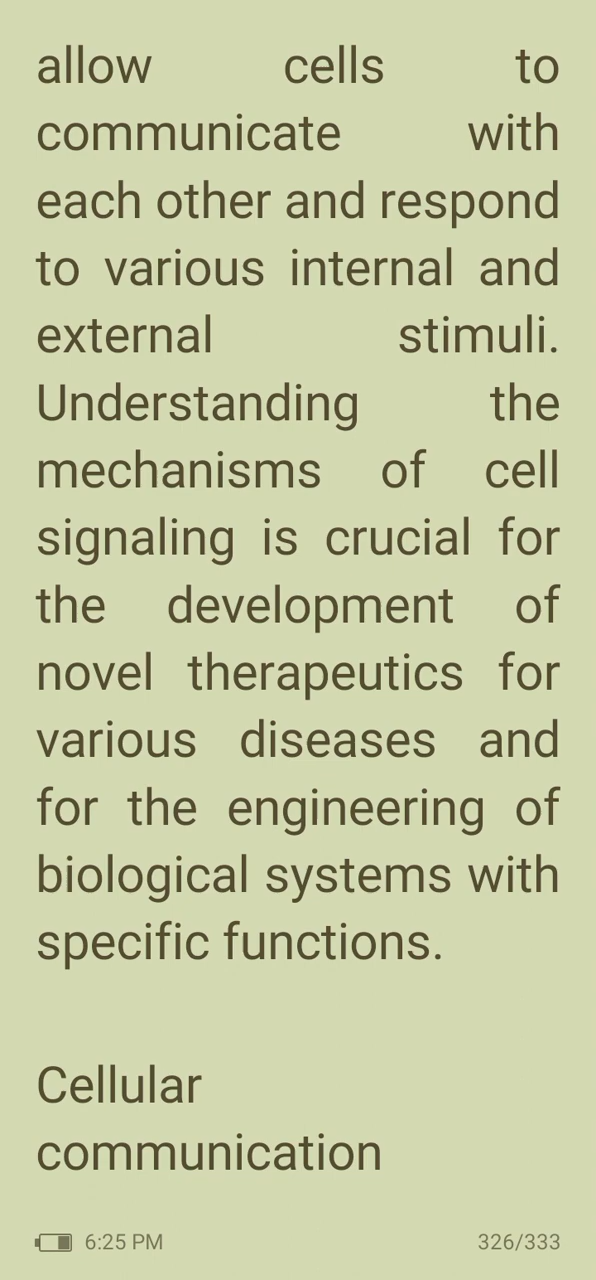 allow cells to
communicate with
each other and respond
to various internal and
external stimuli.
Understanding the
mechanisms of cell
signaling is crucial for
the development of
novel therapeutics for
various diseases and
for the engineering of
biological systems with
specific functions.
Cellular
communication
6:25 PM 326/333